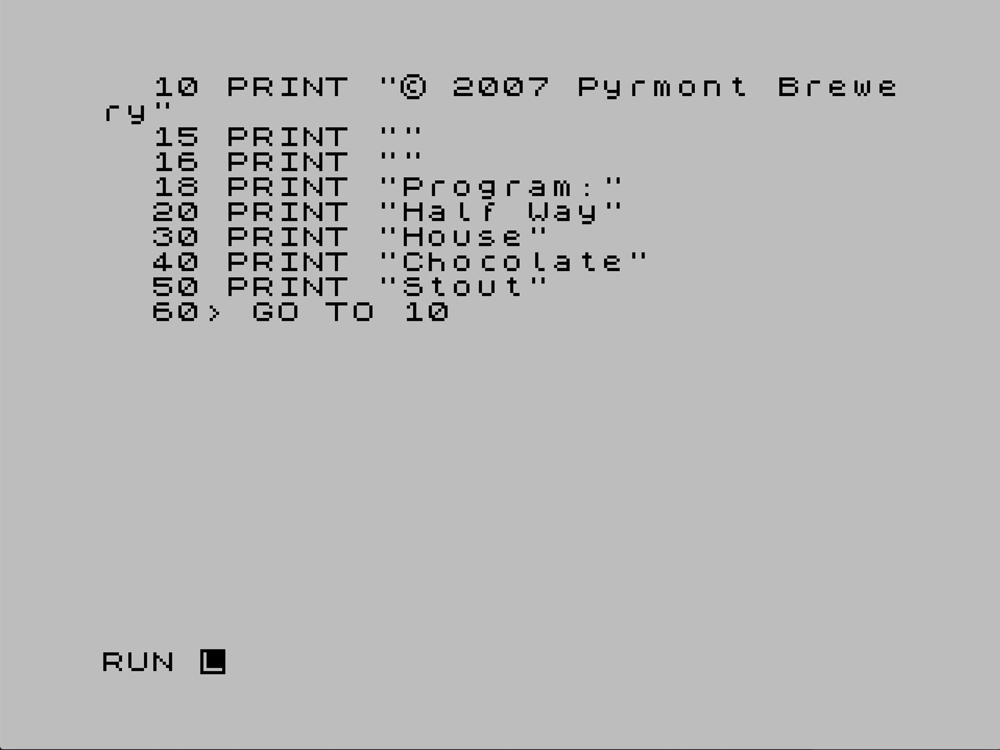 10 PRINT "© 2007 Pyrmont Brewe
ry"
15 PRINT ""
16 PRINT ""
18 PRINT "Program:"
20 PRINT "Half Way"
30 PRINT "House"
40 PRINT "Chocolate"
50 PRINT "Stout"
60> GO TO 10
RUN L